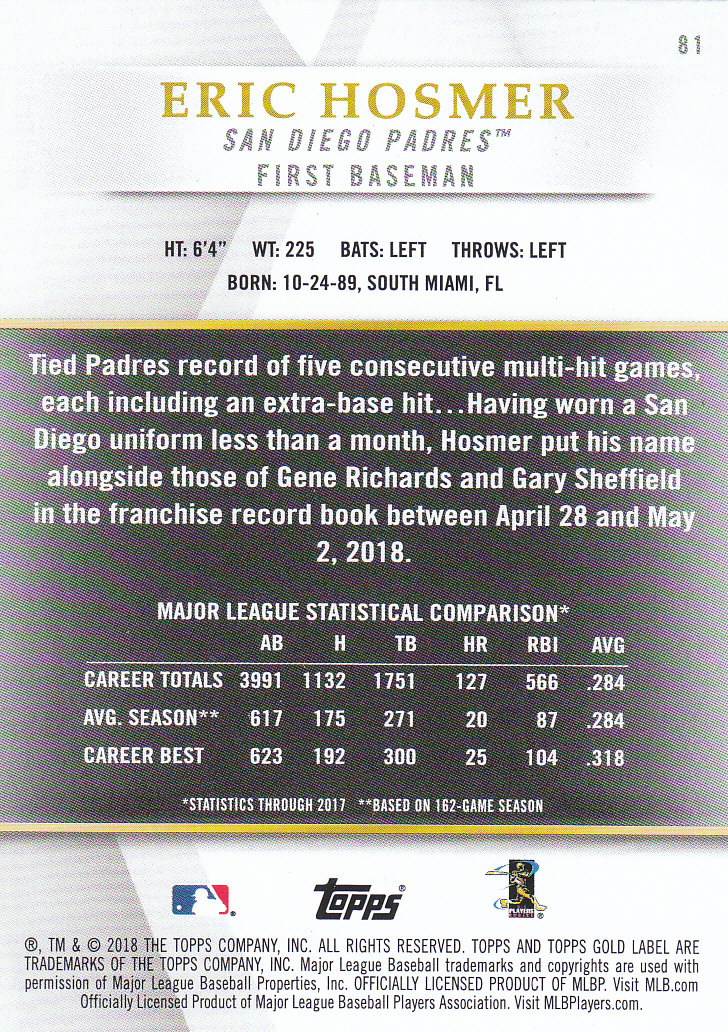 81
ERIC HOSMER
SAN DIEGO PADRES™
FIRST BASEMAN
HT: 6'4" WT: 225 BATS: LEFT THROWS: LEFT
BORN: 10-24-89, SOUTH MIAMI, FL
Tied Padres record of five consecutive multi-hit games,
each including an extra-base hit...Having worn a San
Diego uniform less than a month, Hosmer put his name
alongside those of Gene Richards and Gary Sheffield
in the franchise record book between April 28 and May
2, 2018.
MAJOR LEAGUE STATISTICAL COMPARISON*
AB H TB HR RBI AVG
CAREER TOTALS 3991 1132 1751 127 566 .284
AVG. SEASON** 617 175 271 20 87 .284
CAREER BEST 623 192 300 25 104 .318
*STATISTICS THROUGH 2017 **BASED ON 162-GAME SEASON
Topps® PLAYERS ®
®, TM & © 2018 THE TOPPS COMPANY, INC. ALL RIGHTS RESERVED. TOPPS AND TOPPS GOLD LABEL ARE
TRADEMARKS OF THE TOPPS COMPANY, INC. Major League Baseball trademarks and copyrights are used with
permission of Major League Baseball Properties, Inc. OFFICIALLY LICENSED PRODUCT OF MLBP. Visit MLB.com
Officially Licensed Product of Major League Baseball Players Association. Visit MLBPlayers.com.